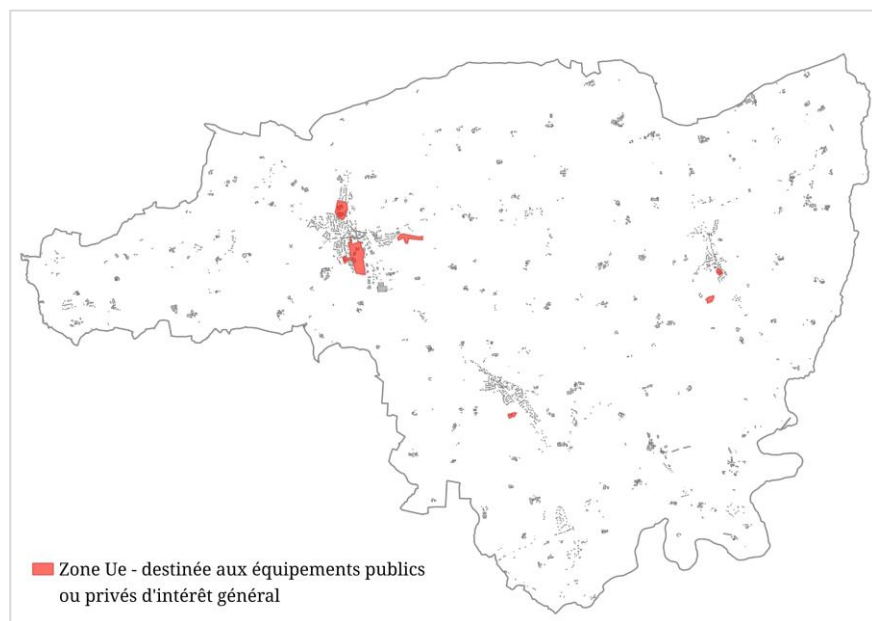 Zone Ue - destinée aux équipements publics
ou privés d'intérêt général